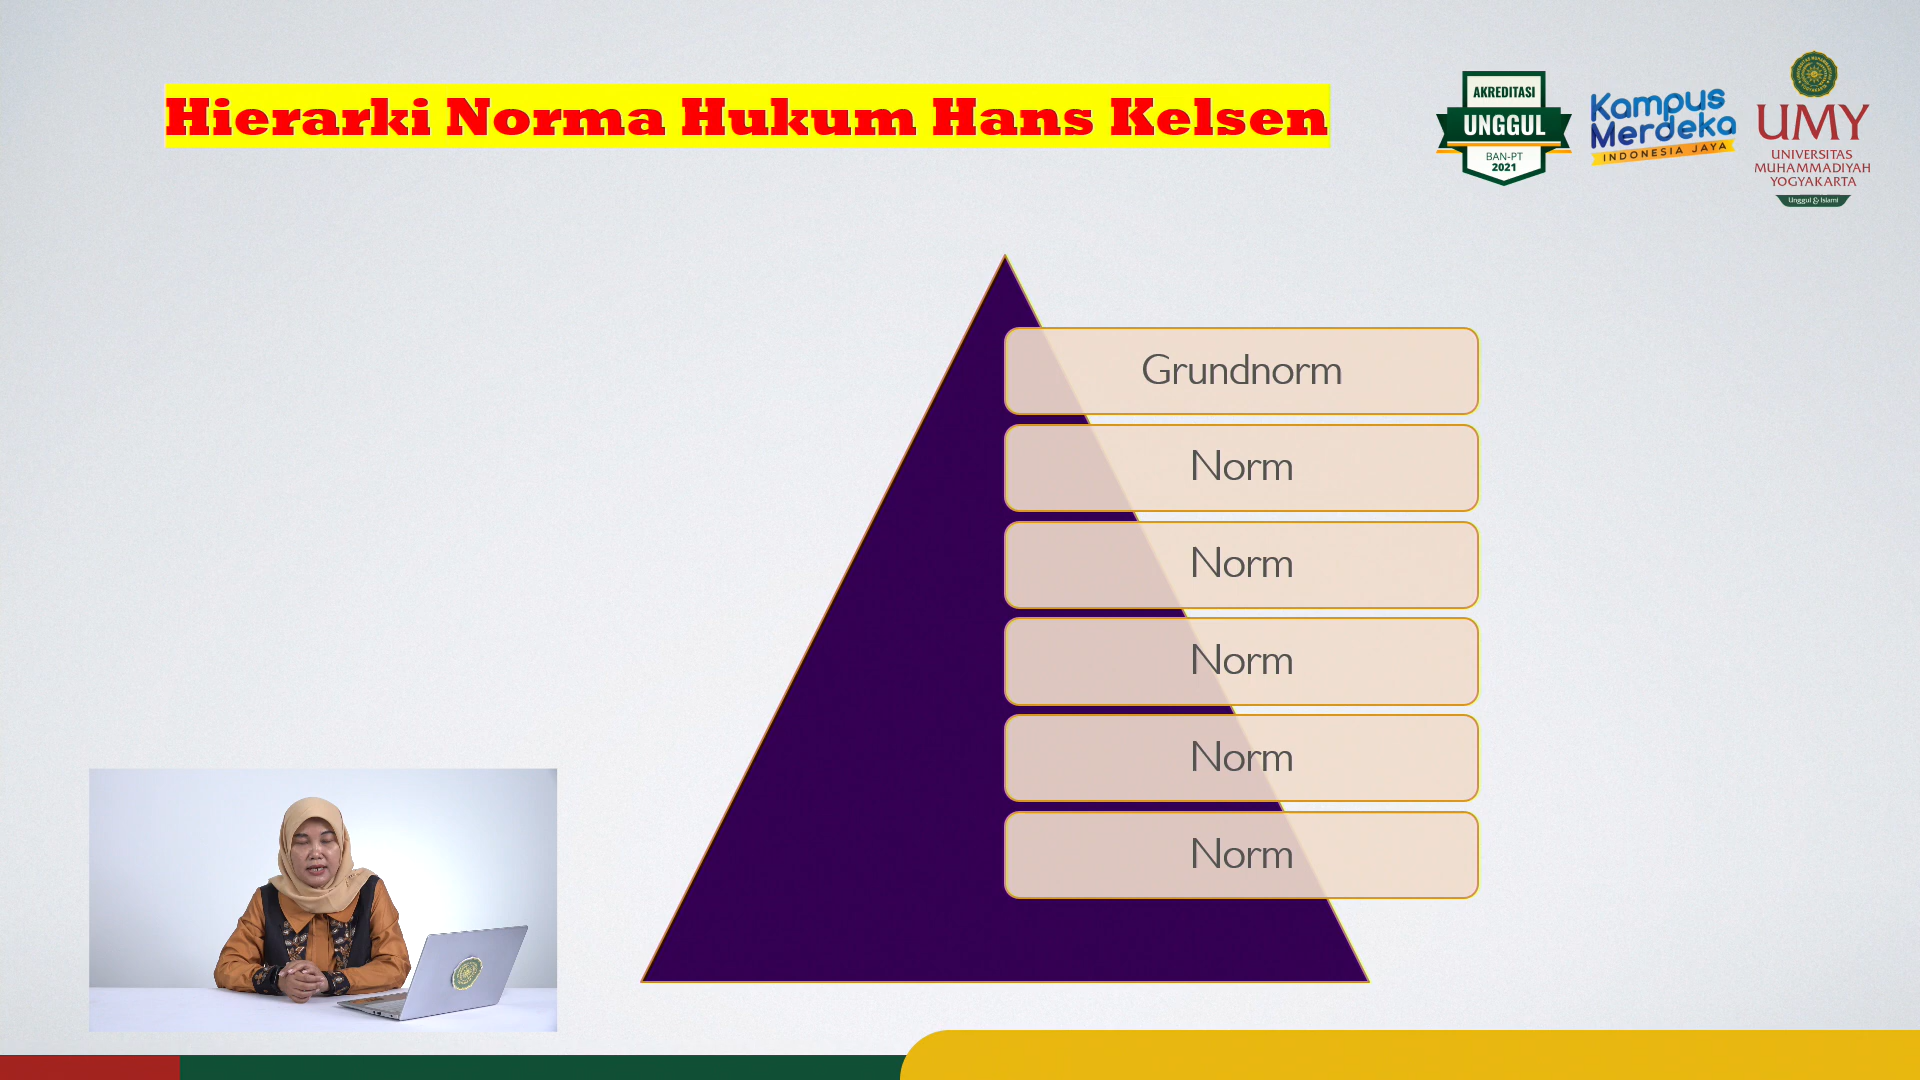 Hierarki Norma Hukum Hans Kelsen
AKREDITASI
UNGGUL
BAN-PT
2021
Kampus
Merdeka
INDONESIA JAYA
UMY
UNIVERSITAS
MUHAMMADIYAH
YOGYAKARTA
Unggul & Islami
Grundnorm
Norm
Norm
Norm
Norm
Norm